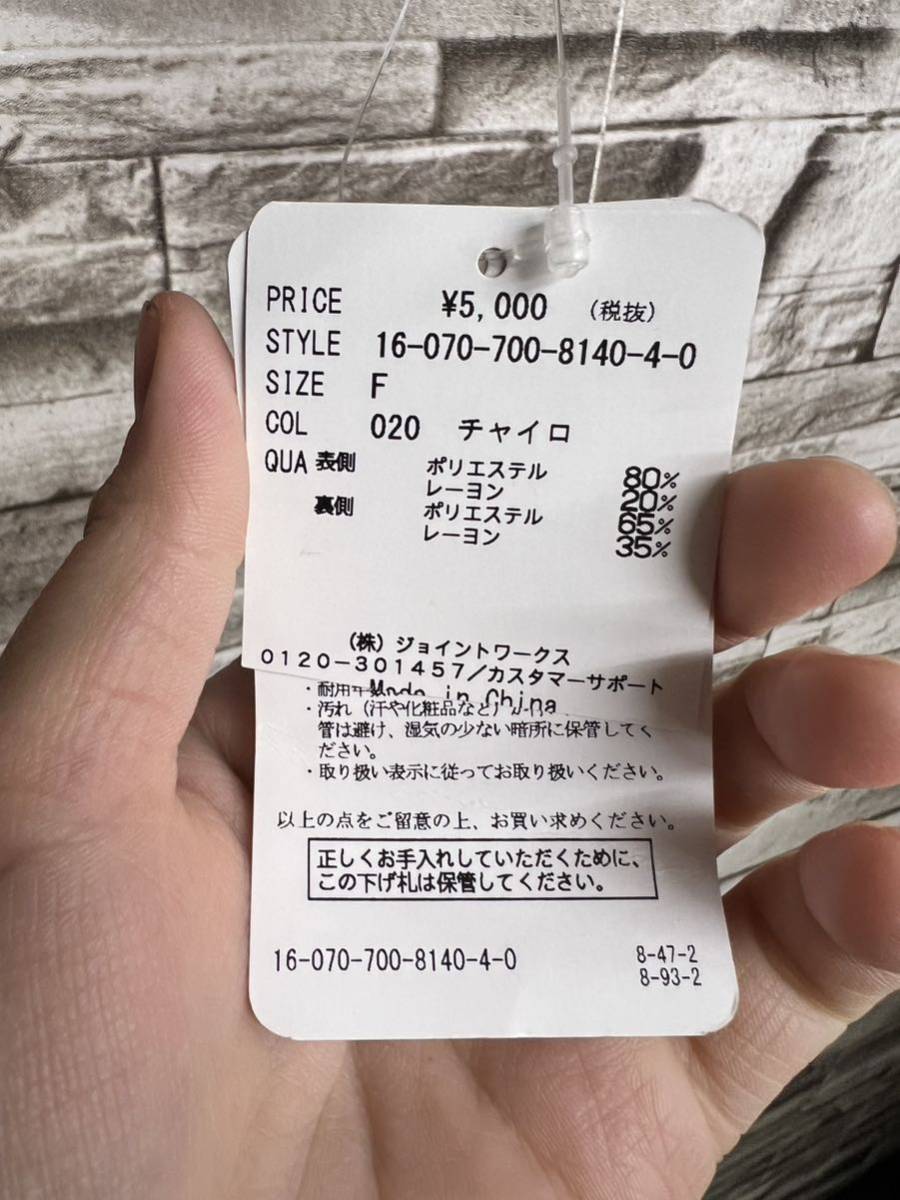 PRICE ¥5,000 (税抜)
STYLE 16-070-700-8140-4-0
SIZE F
COL 020 チャイロ
QUA 表側 ポリエステル 80%
レーヨン 20%
裏側 ポリエステル 65%
レーヨン 35%
(株)ジョイントワークス
0120-301457/カスタマーサポート
Made in China
・汚れ(汗や化粧品など)
管は避け、湿気の少ない暗所に保管してく
ださい。
・取り扱い表示に従ってお取り扱いください。
以上の点をご留意の上、お買い求めください。
正しくお手入れしていただくために、
この下げ札は保管してください。
16-070-700-8140-4-0
8-47-2
8-93-2